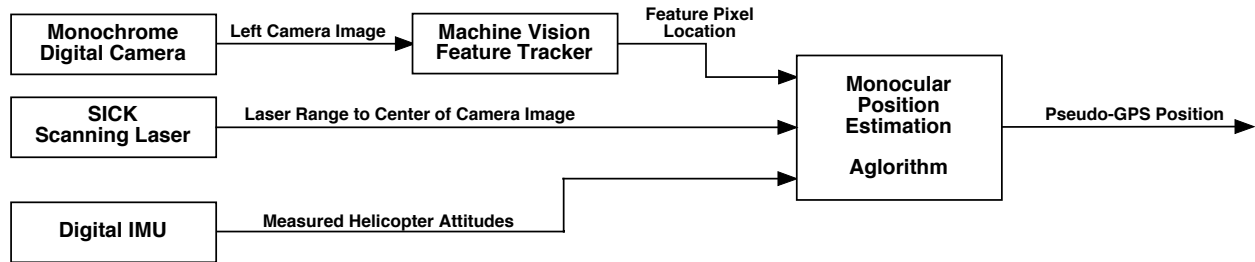 Monochrome
Digital Camera
Left Camera Image
Machine Vision
Feature Tracker
Feature Pixel
Location
SICK
Scanning Laser
Laser Range to Center of Camera Image
Digital IMU
Measured Helicopter Attitudes
Monocular
Position
Estimation
Aglorithm
Pseudo-GPS Position